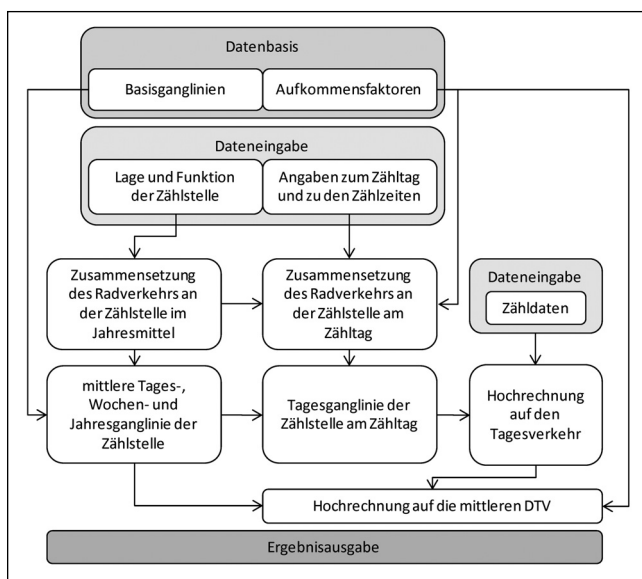 Datenbasis
Basisganglinien
Aufkommensfaktoren
Dateneingabe
Lage und Funktion
der Zählstelle
Angaben zum Zähltag
und zu den Zählzeiten
Zusammensetzung
des Radverkehrs an
der Zählstelle im
Jahresmittel
Zusammensetzung
des Radverkehrs an
der Zählstelle am
Zähltag
Dateneingabe
Zähldaten
mittlere Tages-,
Wochen- und
Jahresganglinie der
Zählstelle
Tagesganglinie der
Zählstelle am Zähltag
Hochrechnung
auf den
Tagesverkehr
Hochrechnung auf die mittleren DTV
Ergebnisausgabe